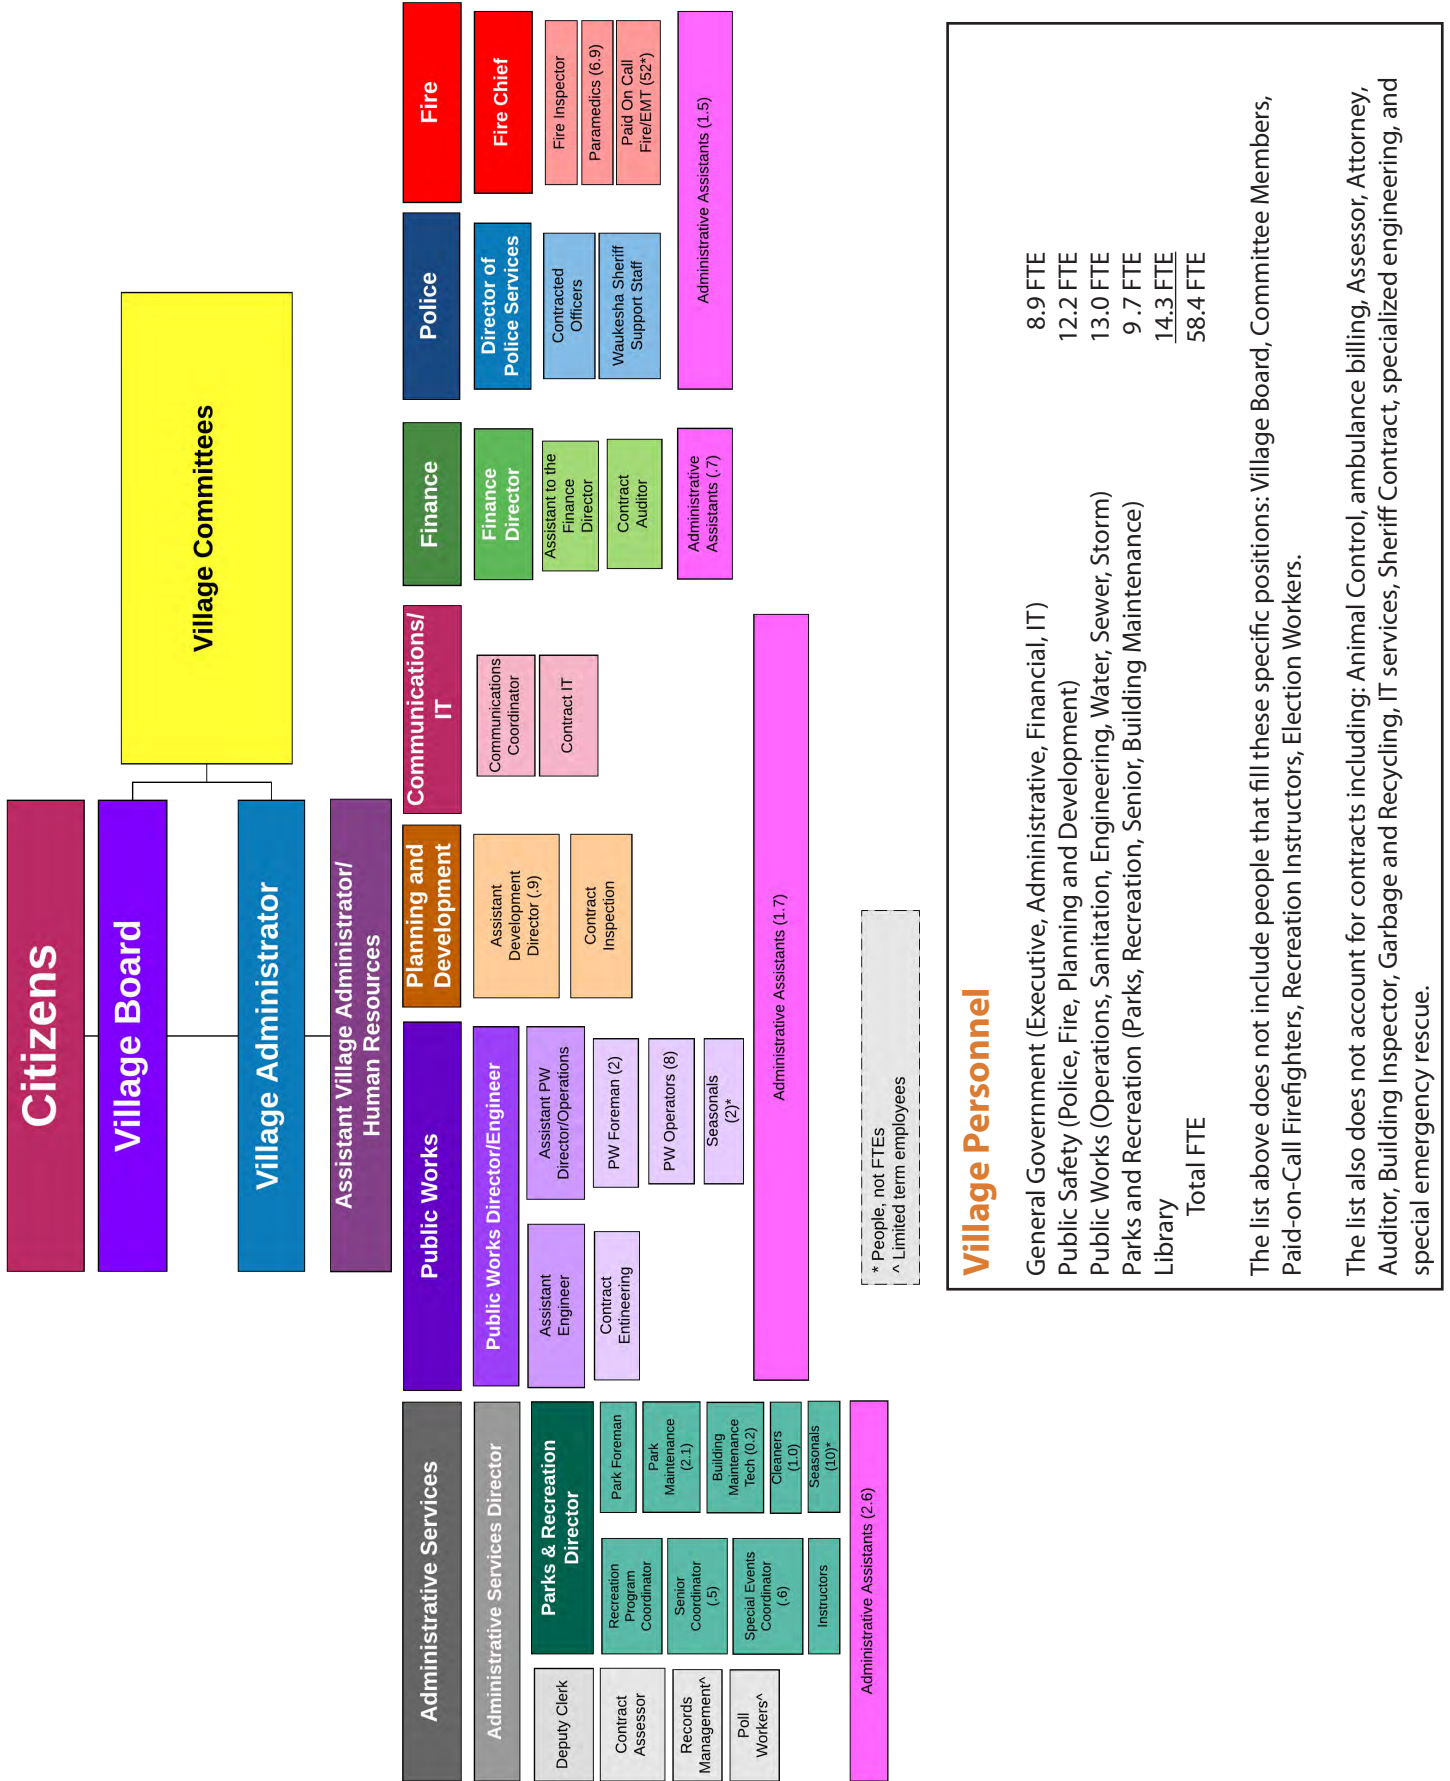 Citizens
Village Board
Village Committees
Village Administrator
Assistant Village Administrator/
Human Resources
Administrative Services
Administrative Services Director
Deputy Clerk
Contract
Assessor
Records
Management^
Poll
Workers^
Parks & Recreation
Director
Recreation
Program
Coordinator
Senior
Coordinator
(.5)
Special Events
Coordinator
(.6)
Instructors
Park Foreman
Park
Maintenance
(2.1)
Building
Maintenance
Tech (0.2)
Cleaners
(1.0)
Seasonals
(10)*
Administrative Assistants (2.6)
Public Works
Public Works Director/Engineer
Assistant
Engineer
Contract
Entineering
Assistant PW
Director/Operations
PW Foreman (2)
PW Operators (8)
Seasonals
(2)*
Planning and
Development
Assistant
Development
Director (.9)
Contract
Inspection
Communications/
IT
Communications
Coordinator
Contract IT
Administrative Assistants (1.7)
Finance
Finance
Director
Assistant to the
Finance
Director
Contract
Auditor
Administrative
Assistants (.7)
Police
Director of
Police Services
Contracted
Officers
Waukesha Sheriff
Support Staff
Fire
Fire Chief
Fire Inspector
Paramedics (6.9)
Paid On Call
Fire/EMT (52*)
Administrative Assistants (1.5)
* People, not FTEs
^ Limited term employees
Village Personnel
General Government (Executive, Administrative, Financial, IT) 8.9 FTE
Public Safety (Police, Fire, Planning and Development) 12.2 FTE
Public Works (Operations, Sanitation, Engineering, Water, Sewer, Storm) 13.0 FTE
Parks and Recreation (Parks, Recreation, Senior, Building Maintenance) 9.7 FTE
Library 14.3 FTE
Total FTE 58.4 FTE
The list above does not include people that fill these specific positions: Village Board, Committee Members,
Paid-on-Call Firefighters, Recreation Instructors, Election Workers.
The list also does not account for contracts including: Animal Control, ambulance billing, Assessor, Attorney,
Auditor, Building Inspector, Garbage and Recycling, IT services, Sheriff Contract, specialized engineering, and
special emergency rescue.